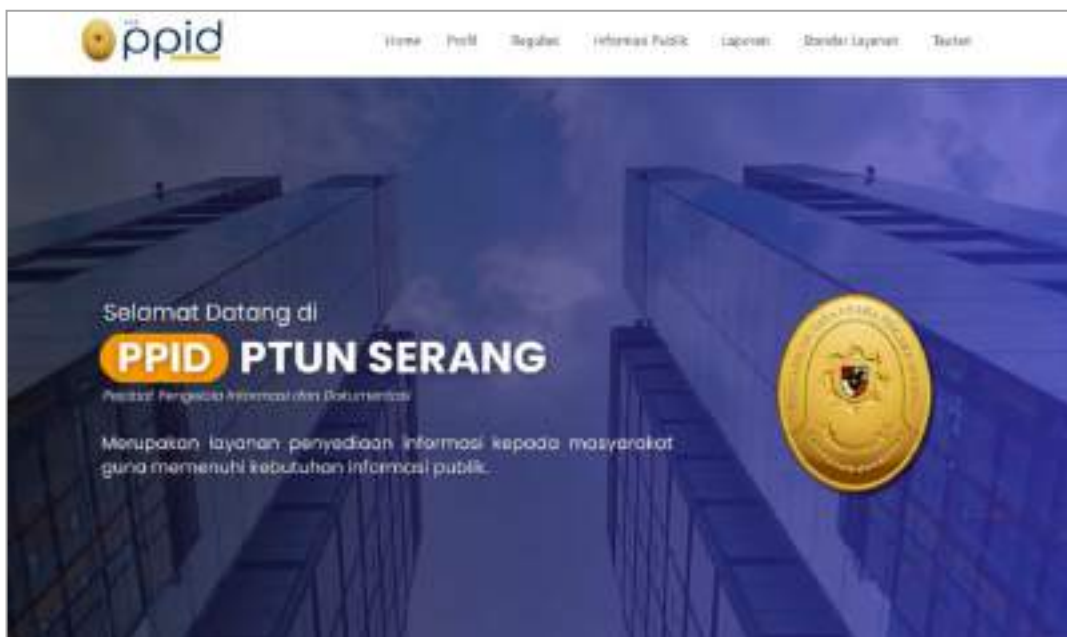 ppid
Home Profil Regulasi Informasi Publik Laporan Standar Layanan Tautan
Selamat Datang di
PPID PTUN SERANG
Pejabat Pengelola Informasi dan Dokumentasi
Merupakan layanan penyediaan informasi kepada masyarakat
guna memenuhi kebutuhan informasi publik.